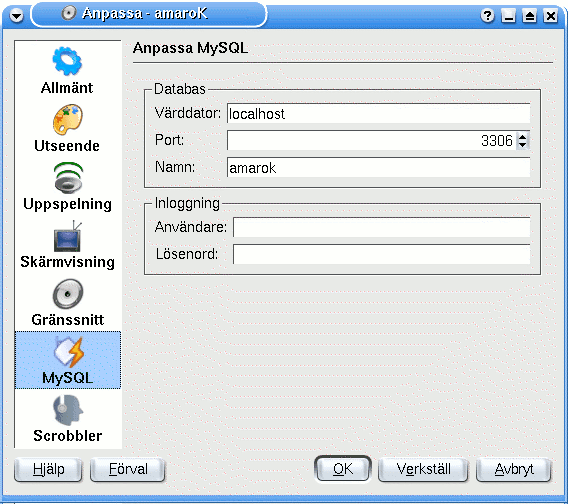 Anpassa - amaroK
Allmänt
Utseende
Uppspelning
Skärmvisning
Gränssnitt
MySQL
Scrobbler
Anpassa MySQL
Databas
Värddator: localhost
Port: 3306
Namn: amarok
Inloggning
Användare:
Lösenord:
Hjälp Förval OK Verkställ Avbryt